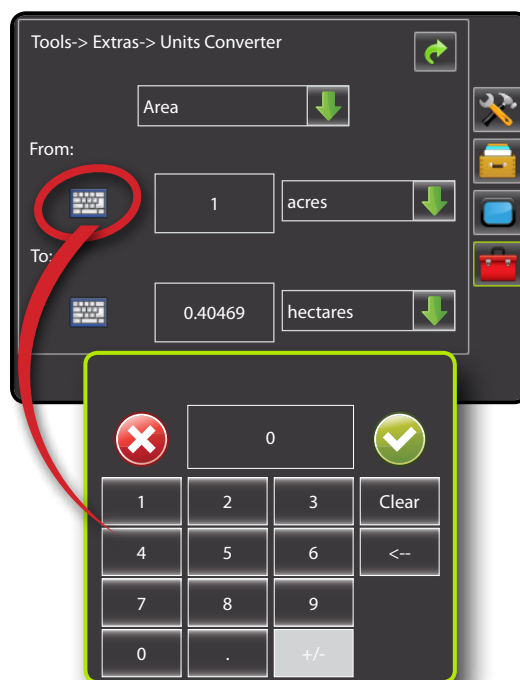 Tools-> Extras-> Units Converter
Area
From:
1 acres
To:
0.40469 hectares
0
1 2 3 Clear
4 5 6 <--
7 8 9
0 . +/-